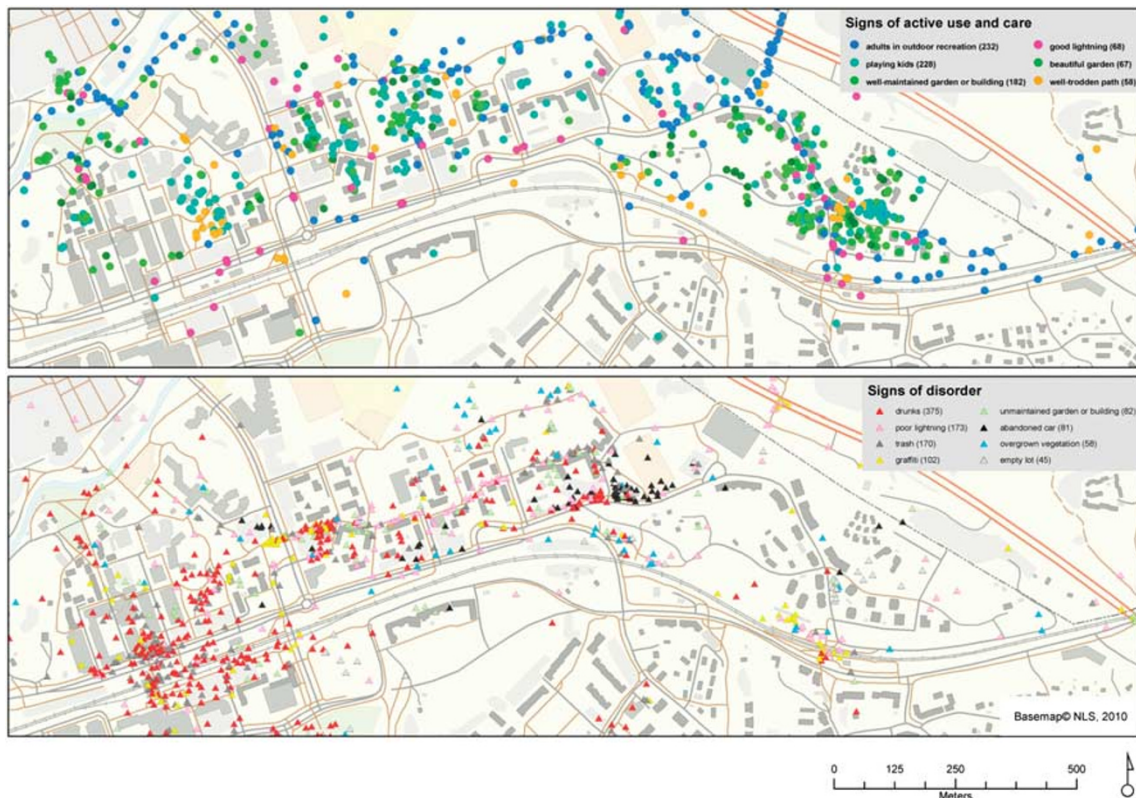 Signs of active use and care
adults in outdoor recreation (232)
playing kids (228)
well-maintained garden or building (182)
good lightning (68)
beautiful garden (67)
well-trodden path (58)
Signs of disorder
drunks (375)
poor lightning (173)
trash (170)
graffiti (102)
unmaintained garden or building (82)
abandoned car (81)
overgrown vegetation (58)
empty lot (45)
Basemap© NLS, 2010
0 125 250 500
Meters